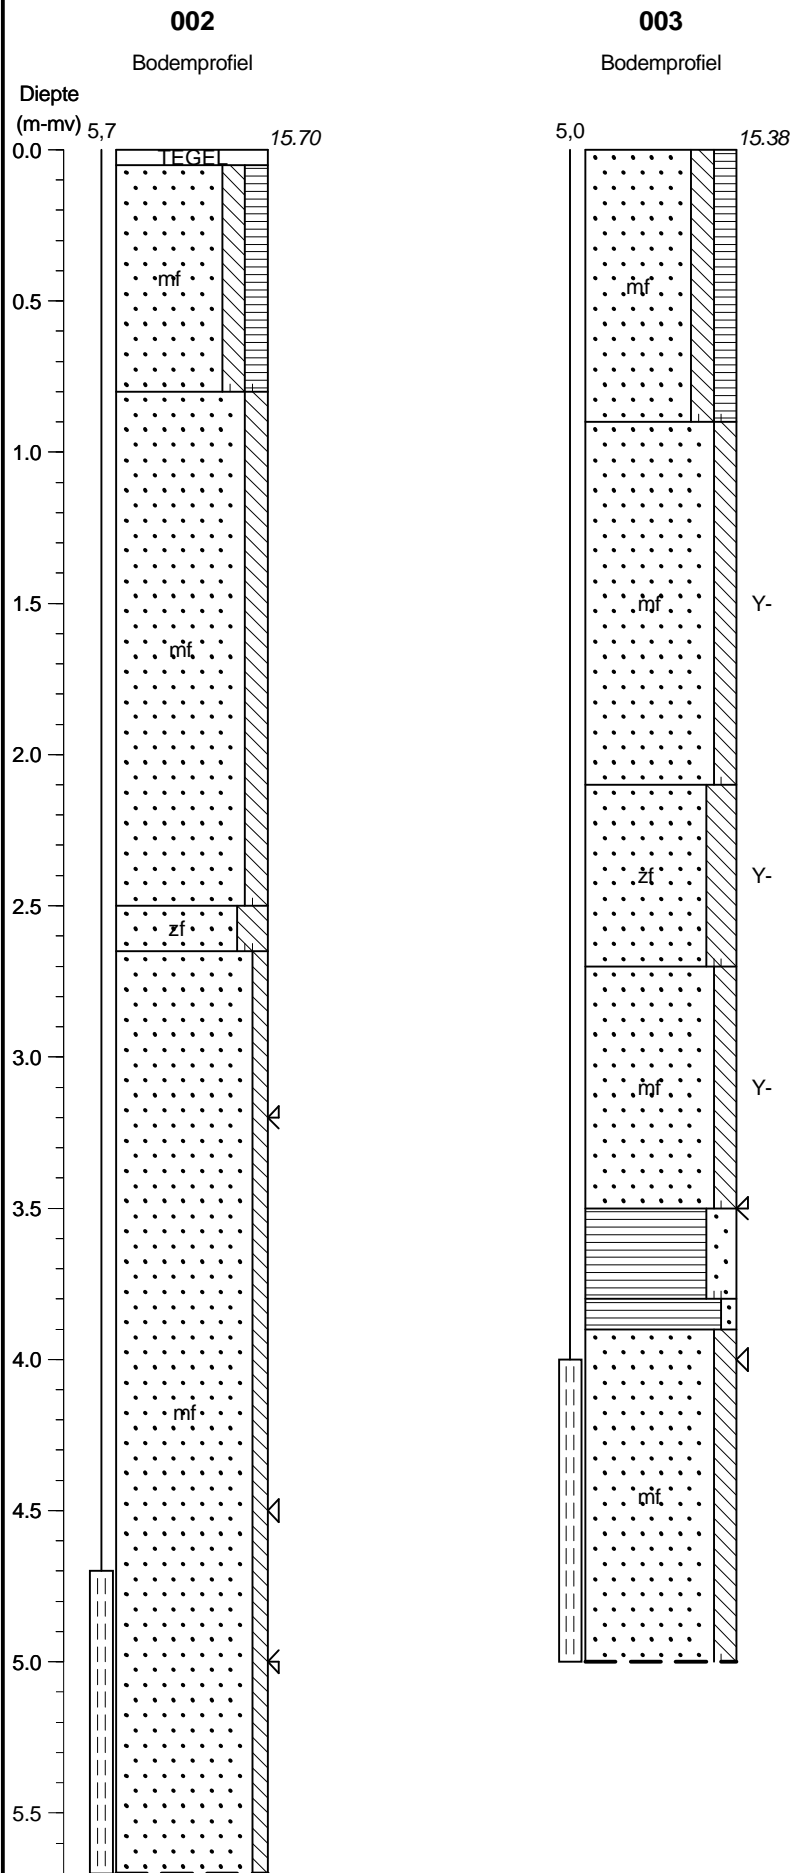 002 003
Bodemprofiel Bodemprofiel
Diepte
(m-mv) 5,7 15.70 5,0 15.38
0.0 TEGEL
mf mf
0.5
1.0
1.5 mf Y-
mf
2.0
zf Y-
2.5
zf
3.0
mf Y-
3.5
4.0
mf
4.5 mf
5.0
5.5